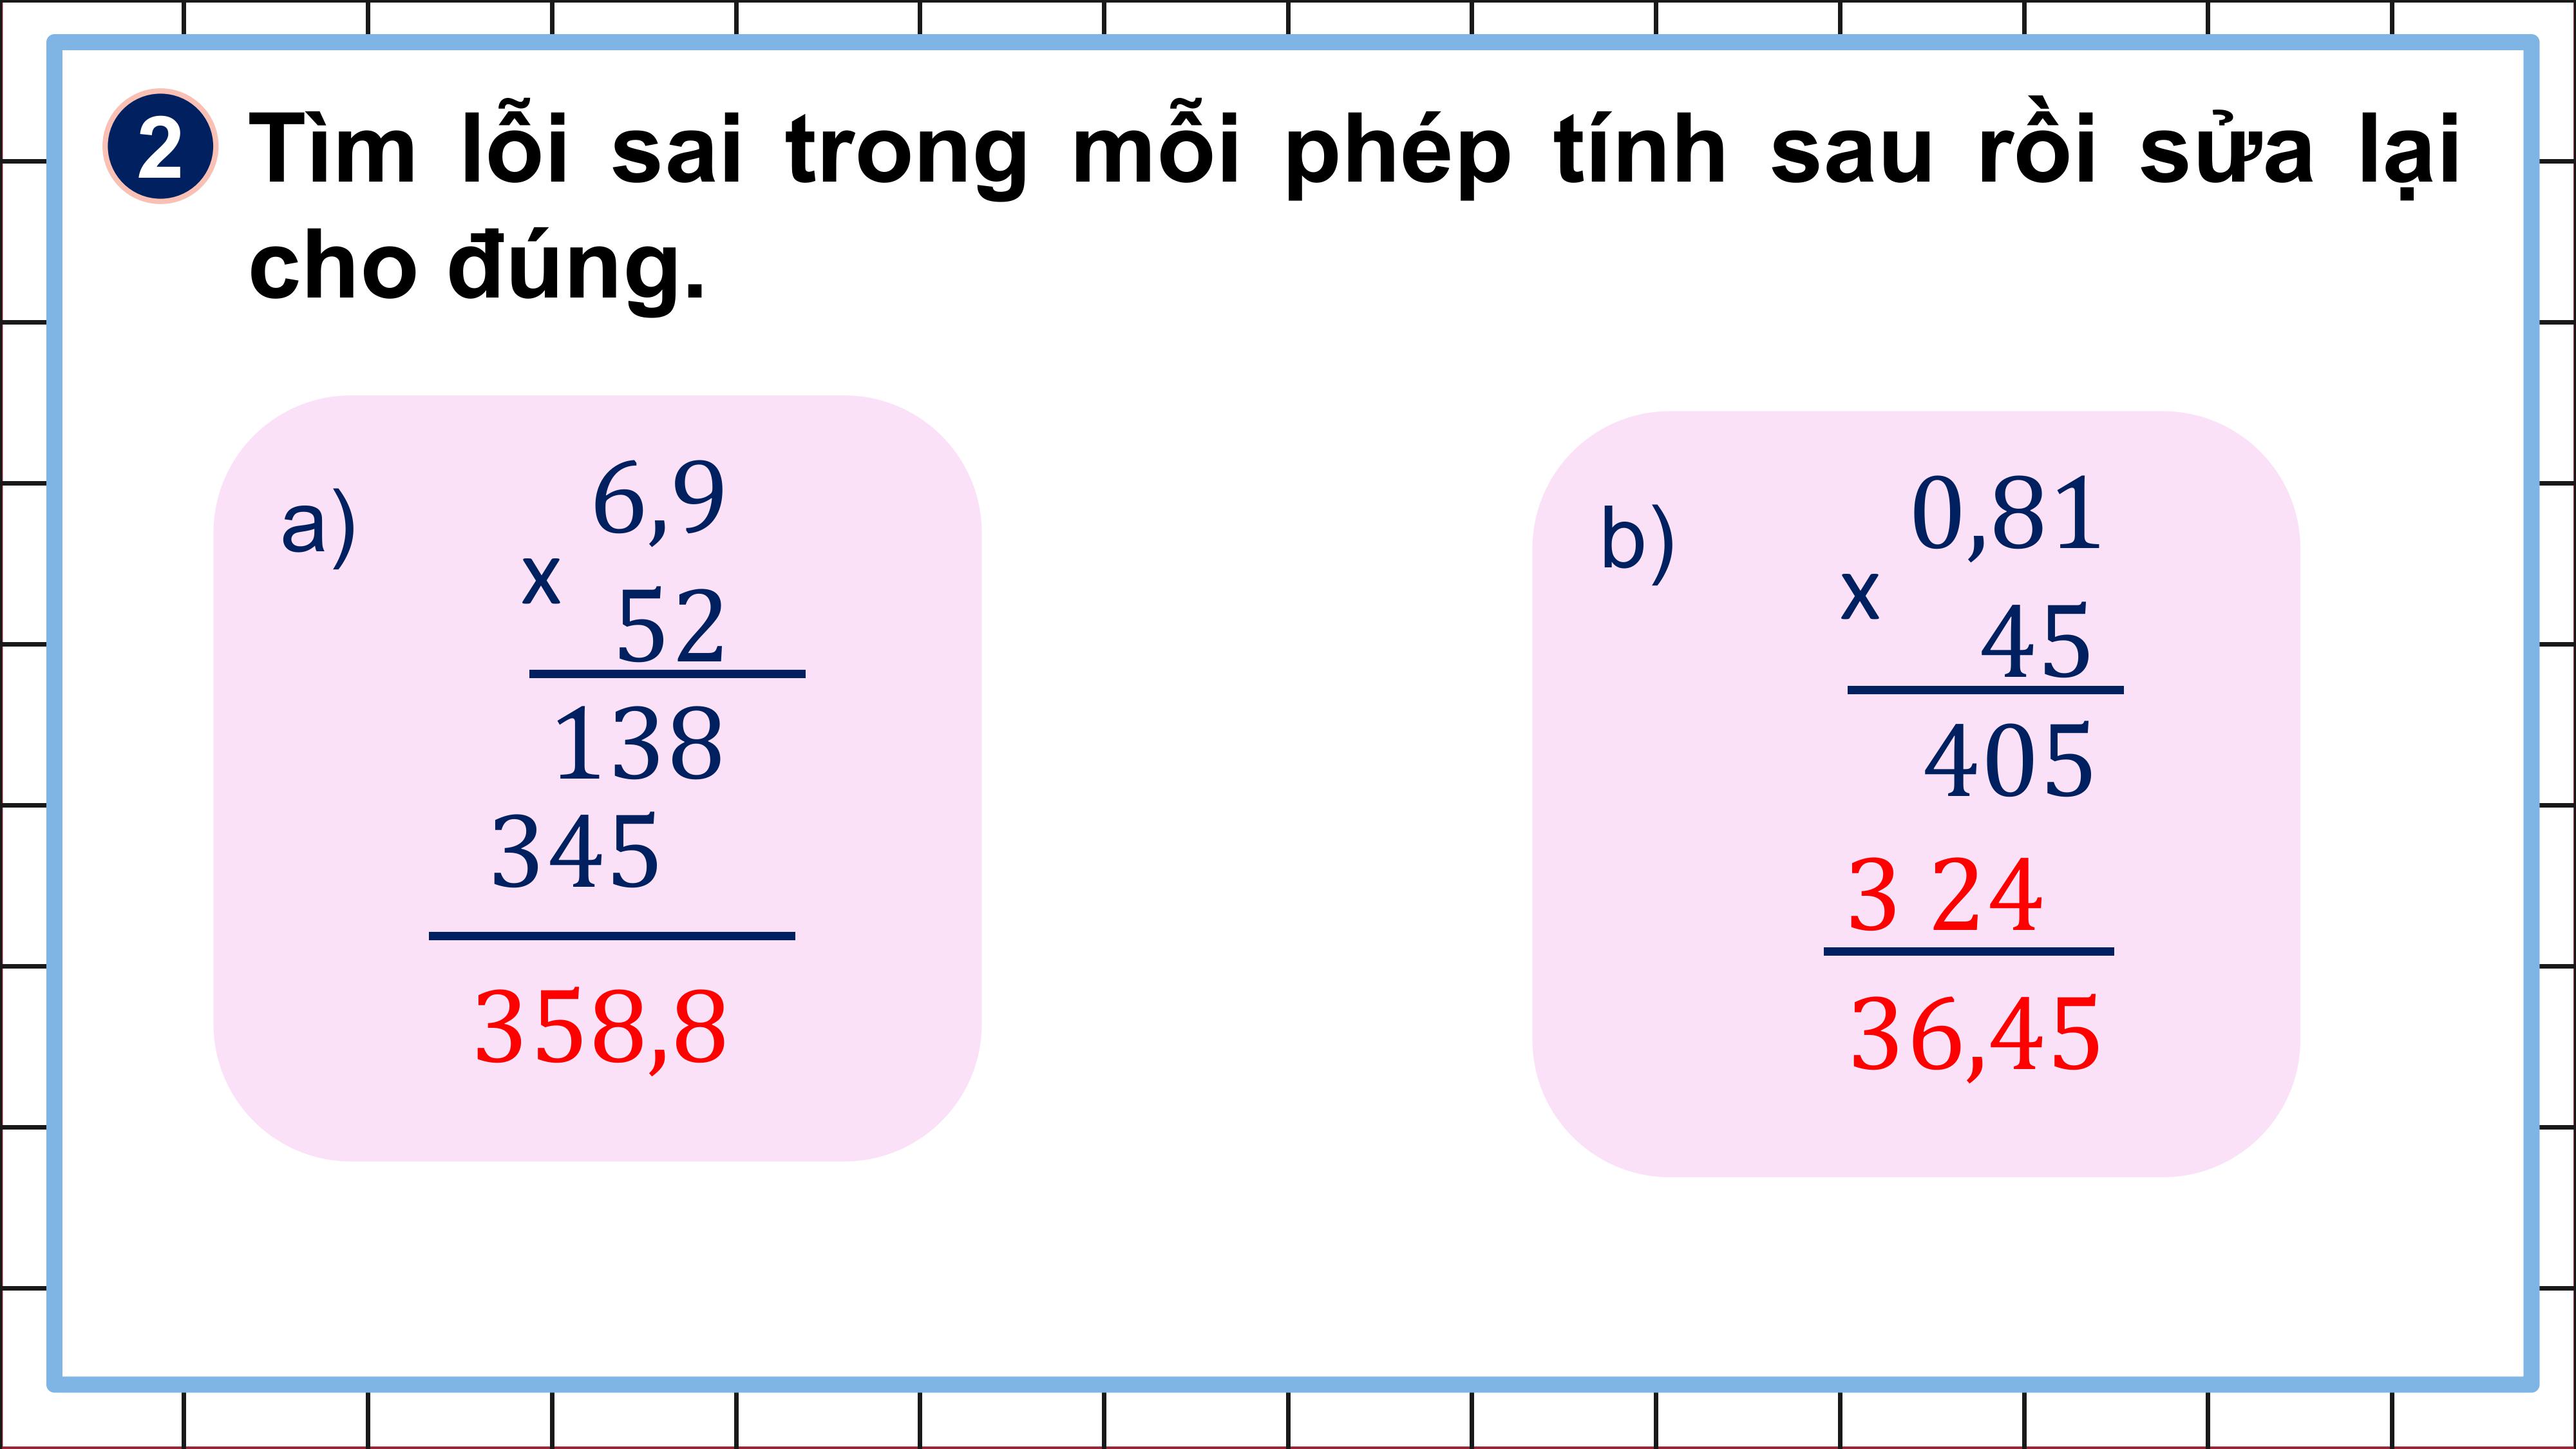 2 Tìm lỗi sai trong mỗi phép tính sau rồi sửa lại
cho đúng.
a)
6,9
x
52
138
345
358,8
b)
0,81
x
45
405
3 24
36,45